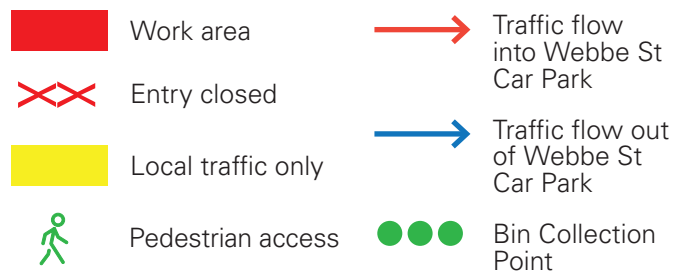 Work area
Entry closed
Local traffic only
Pedestrian access
Traffic flow
into Webbe St
Car Park
Traffic flow out
of Webbe St
Car Park
Bin Collection
Point